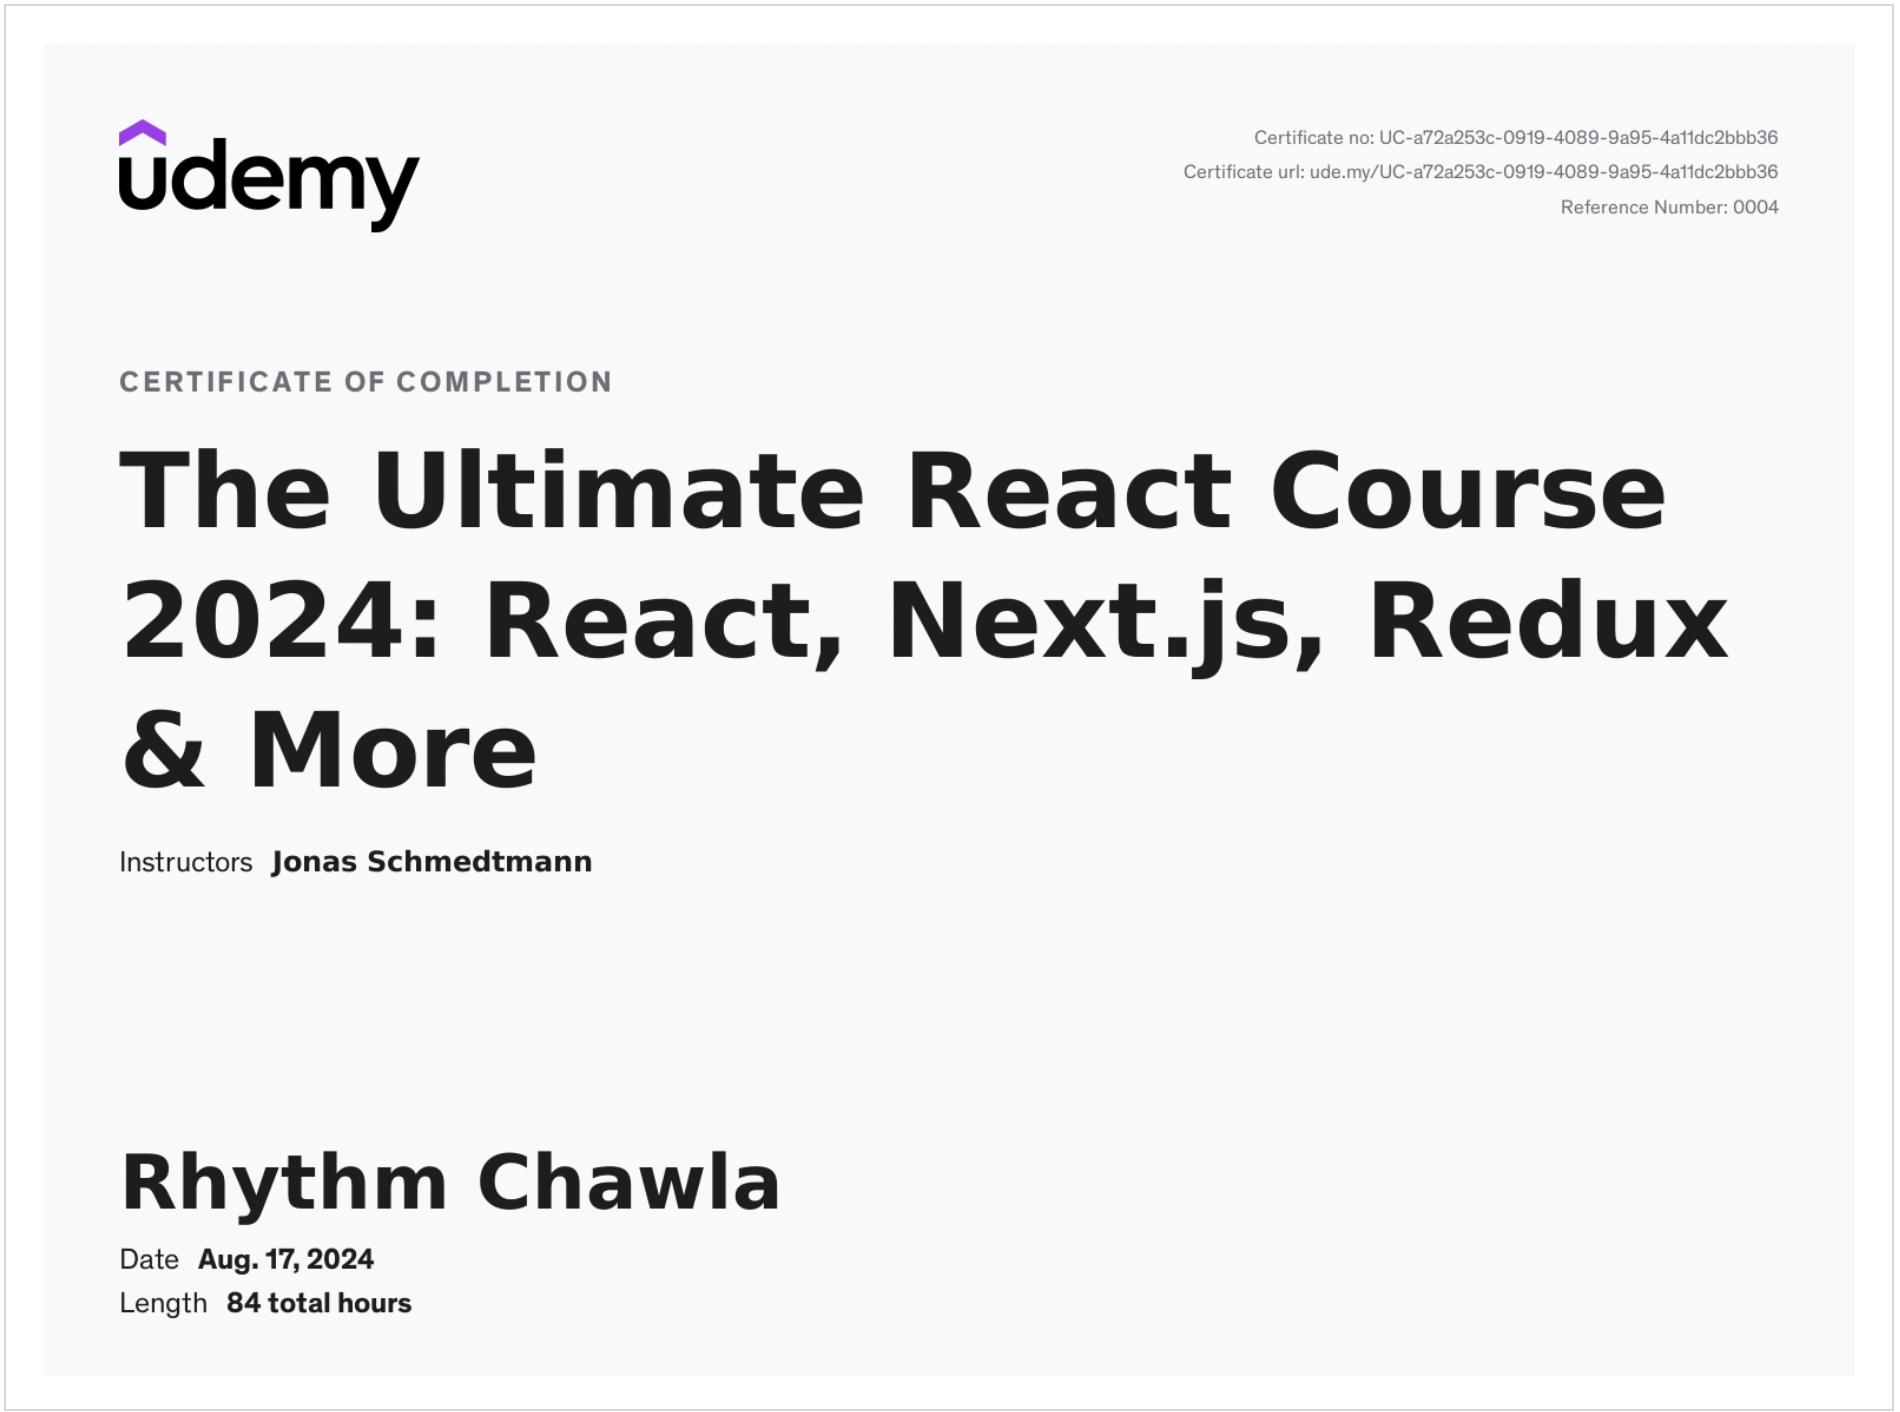 udemy
Certificate no: UC-a72a253c-0919-4089-9a95-4a11dc2bbb36
Certificate url: ude.my/UC-a72a253c-0919-4089-9a95-4a11dc2bbb36
Reference Number: 0004
CERTIFICATE OF COMPLETION
The Ultimate React Course
2024: React, Next.js, Redux
& More
Instructors Jonas Schmedtmann
Rhythm Chawla
Date Aug. 17, 2024
Length 84 total hours